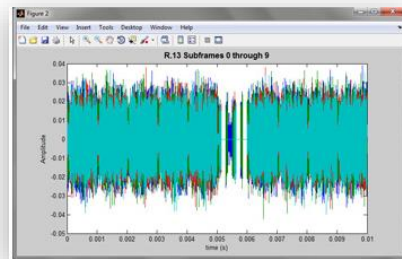 Figure 2
File Edit View Insert Tools Desktop Window Help
R.13 Subframes 0 through 9
0.04
0.03
0.02
0.01
0
-0.01
-0.02
-0.03
-0.04
-0.05
Amplitude
0 0.001 0.002 0.003 0.004 0.005 0.006 0.007 0.008 0.009 0.01
time (s)